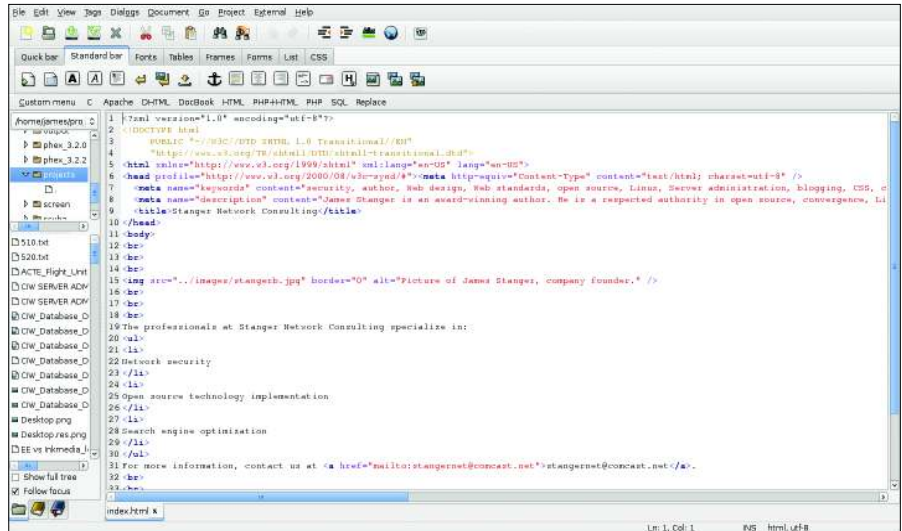 File Edit View Tags Dialogs Document Go Project External Help
Quick bar Standard bar Fonts Tables Frames Forms List CSS
Custom menu C Apache DHTML DocBook HTML PHP+HTML PHP SQL Replace
/home/james/pro
phex_3.2.0
phex_3.2.2
projects
screen
510.txt
520.txt
ACTE_Flight_Unit
CIW SERVER ADM
CIW SERVER ADM
CIW_Database_D
CIW_Database_D
CIW_Database_D
CIW_Database_D
CIW_Database_D
CIW_Database_D
Desktop.png
Desktop.res.png
EE vs Inkmedia_l
Show full tree
Follow focus
1 <?xml version="1.0" encoding="utf-8"?>
2 <!DOCTYPE html
3 PUBLIC "-//W3C//DTD XHTML 1.0 Transitional//EN"
4 "http://www.w3.org/TR/xhtml1/DTD/xhtml1-transitional.dtd">
5 <html xmlns="http://www.w3.org/1999/xhtml" xml:lang="en-US" lang="en-US">
6 <head profile="http://www.w3.org/2000/08/w3c-synd/#"><meta http-equiv="Content-Type" content="text/html; charset=utf-8" />
7 <meta name="keywords" content="security, author, Web design, Web standards, open source, Linux, Server administration, blogging, CSS, c
8 <meta name="description" content="James Stanger is an award-winning author. He is a respected authority in open source, convergence, Li
9 <title>Stanger Network Consulting</title>
10 </head>
11 <body>
12 <br>
13 <br>
14 <br>
15 <img src="../images/stangerb.jpg" border="0" alt="Picture of James Stanger, company founder." />
16 <br>
17 <br>
18 <br>
19 The professionals at Stanger Network Consulting specialize in:
20 <ul>
21 <li>
22 Network security
23 </li>
24 <li>
25 Open source technology implementation
26 </li>
27 <li>
28 Search engine optimization
29 </li>
30 </ul>
31 For more information, contact us at <a href="mailto:stangernet@comcast.net">stangernet@comcast.net</a>.
32 <br>
33 <br>
index.html x
Ln: 1, Col: 1 INS html, utf-8